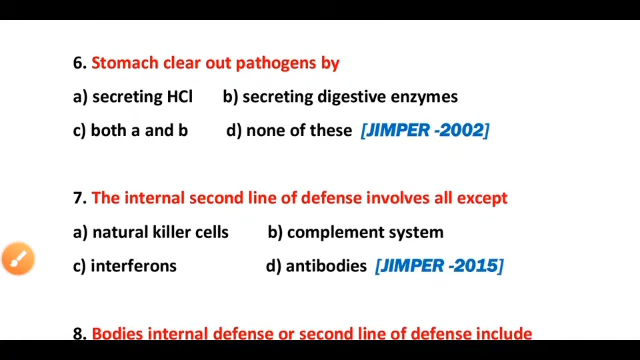 6. Stomach clear out pathogens by
a) secreting HCl b) secreting digestive enzymes
c) both a and b d) none of these [JIMPER -2002]
7. The internal second line of defense involves all except
a) natural killer cells b) complement system
c) interferons d) antibodies [JIMPER -2015]
8. Bodies internal defense or second line of defense include